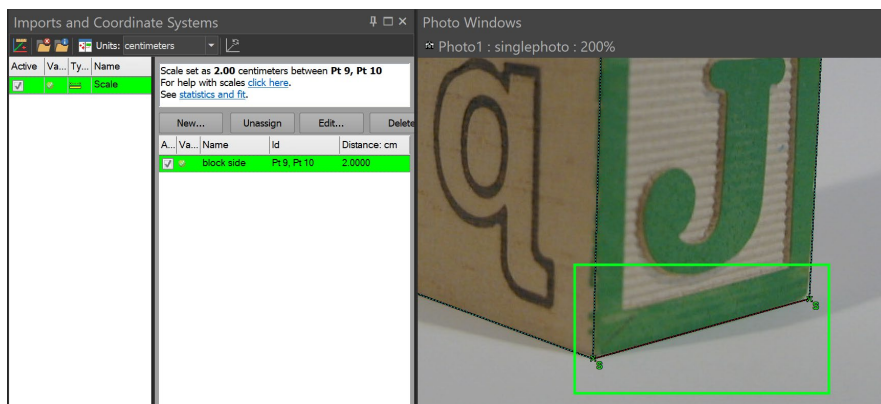 Imports and Coordinate Systems
Units: centimeters
Active Va... Ty... Name
Scale
Scale set as 2.00 centimeters between Pt 9, Pt 10
For help with scales click here.
See statistics and fit.
New... Unassign Edit... Delete
A... Va... Name Id Distance: cm
block side Pt 9, Pt 10 2.0000
Photo Windows
Photo1 : singlephoto : 200%
q J
S
S